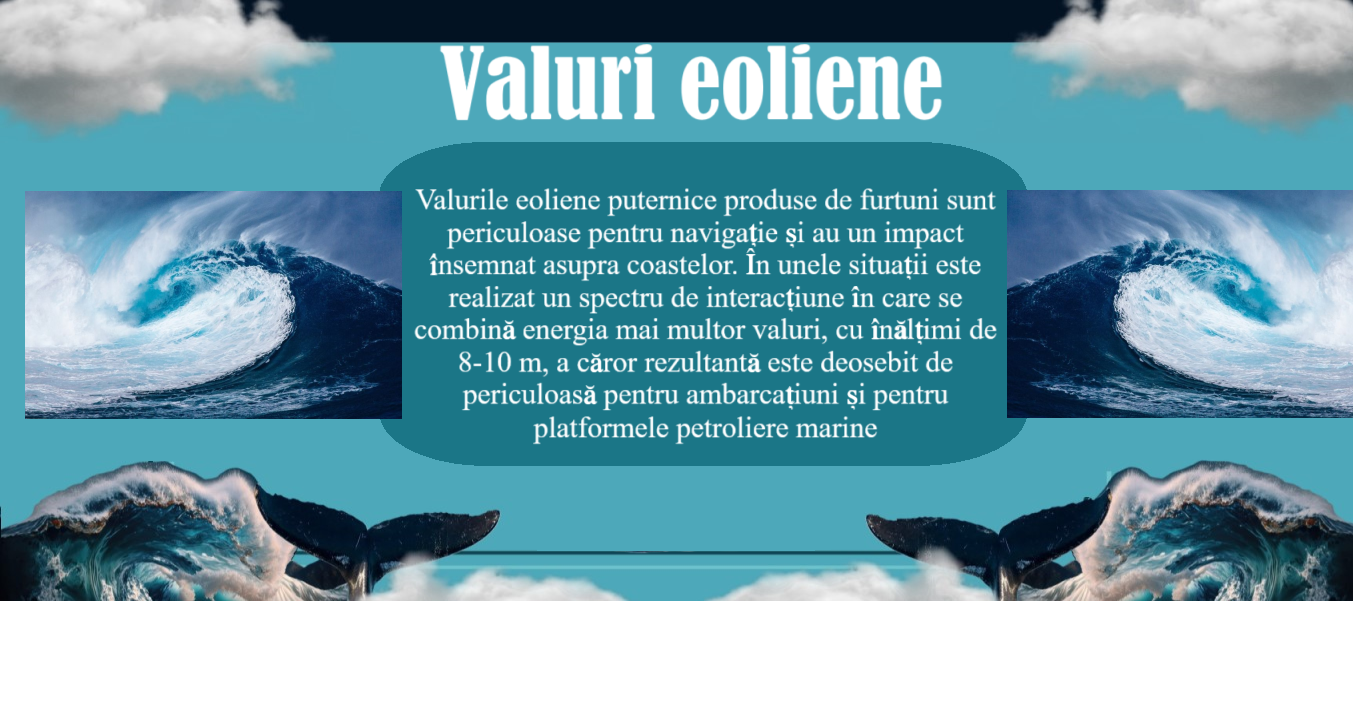 Valuri eoliene
Valurile eoliene puternice produse de furtuni sunt
periculoase pentru navigație și au un impact
însemnat asupra coastelor. În unele situații este
realizat un spectru de interacțiune în care se
combină energia mai multor valuri, cu înălțimi de
8-10 m, a căror rezultantă este deosebit de
periculoasă pentru ambarcațiuni și pentru
platformele petroliere marine